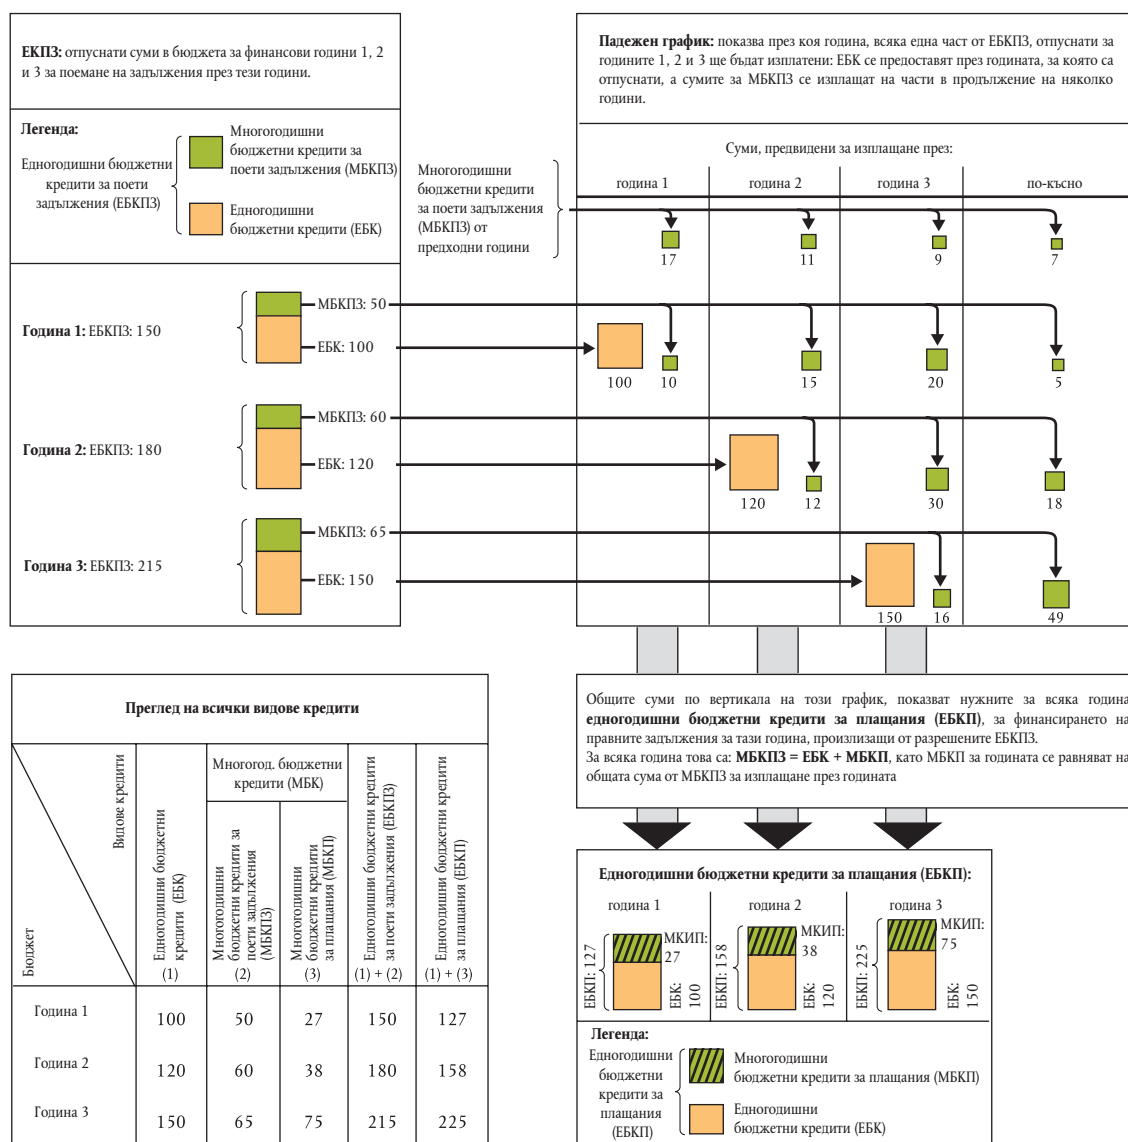 ЕКПЗ: отпуснати суми в бюджета за финансови години 1, 2
и 3 за поемане на задължения през тези години.
Легенда:
Едногодишни бюджетни
кредити за поети
задължения (ЕБКПЗ)
Многогодишни
бюджетни кредити за
поети задължения (МБКПЗ)
Едногодишни
бюджетни кредити (ЕБК)
Година 1: ЕБКПЗ: 150
МБКПЗ: 50
ЕБК: 100
Година 2: ЕБКПЗ: 180
МБКПЗ: 60
ЕБК: 120
Година 3: ЕБКПЗ: 215
МБКПЗ: 65
ЕБК: 150
Падежен график: показва през коя година, всяка една част от ЕБКПЗ, отпуснати за
годините 1, 2 и 3 ще бъдат изплатени: ЕБК се предоставят през годината, за която са
отпуснати, а сумите за МБКПЗ се изплащат на части в продължение на няколко
години.
Суми, предвидени за изплащане през:
година 1 година 2 година 3 по-късно
Многогодишни
бюджетни кредити
за поети задължения
(МБКПЗ) от
предходни години
17 11 9 7
100 10 15 20 5
120 12 30 18
150 16 49
Общите суми по вертикала на този график, показват нужните за всяка година
едногодишни бюджетни кредити за плащания (ЕБКП), за финансирането на
правните задължения за тази година, произлизащи от разрешените ЕБКПЗ.
За всяка година това са: МБКПЗ = ЕБК + МБКП, като МБКП за годината се равняват на
общата сума от МБКПЗ за изплащане през годината
Преглед на всички видове кредити
Видове кредити
Бюджет
Многогод. бюджетни
кредити (МБК)
Едногодишни бюджетни
кредити (ЕБК)
(1)
Многогодишни
бюджетни кредити за
поети задължения
(МБКПЗ)
(2)
Многогодишни
бюджетни кредити
за плащания (МБКП)
(3)
Едногодишни бюджетни кредити
за поети задължения (ЕБКПЗ)
(1) + (2)
Едногодишни бюджетни кредити
за плащания (ЕБКП)
(1) + (3)
Година 1 100 50 27 150 127
Година 2 120 60 38 180 158
Година 3 150 65 75 215 225
Едногодишни бюджетни кредити за плащания (ЕБКП):
година 1
ЕБКП: 127
МКИП:
27
ЕБК:
100
година 2
ЕБКП: 158
МКИП:
38
ЕБК:
120
година 3
ЕБКП: 225
МКИП:
75
ЕБК:
150
Легенда:
Едногодишни
бюджетни
кредити за
плащания
(ЕБКП)
Многогодишни
бюджетни кредити за плащания (МБКП)
Едногодишни
бюджетни кредити (ЕБК)